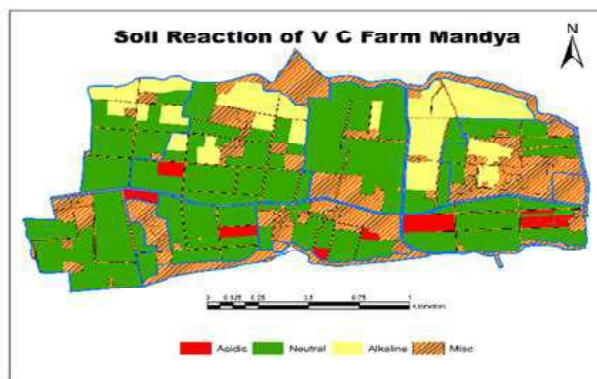 Soil Reaction of V C Farm Mandya
N
0 0.125 0.25 0.5 0.75 1
Kilometers
Acidic Neutral Alkaline Misc